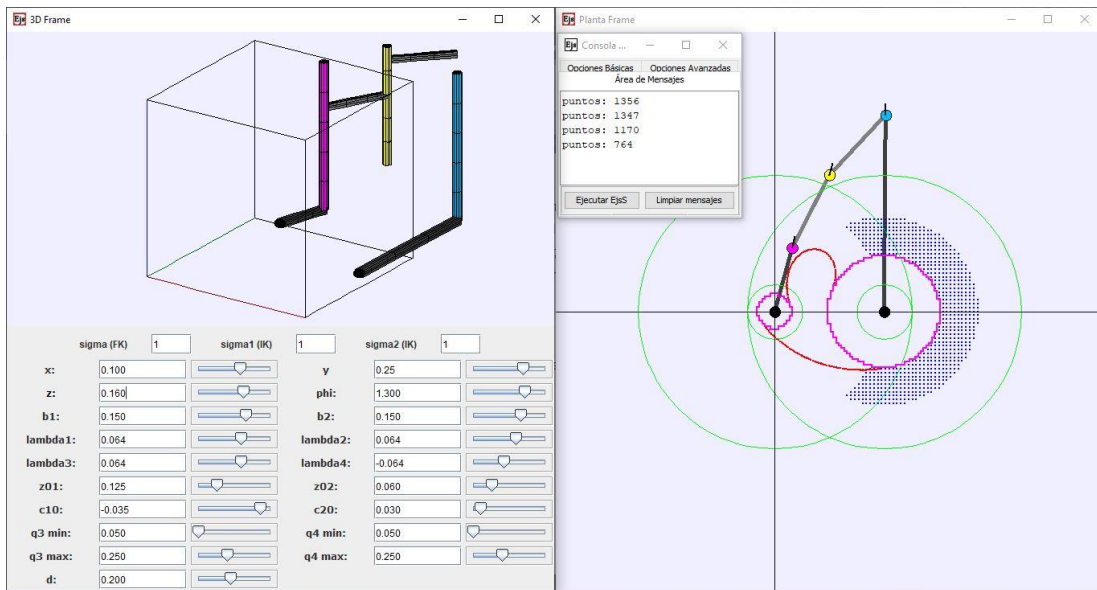 Ejs 3D Frame
sigma (FK) 1 sigma1 (IK) 1 sigma2 (IK) 1
x: 0.100 y 0.25
z: 0.160 phi: 1.300
b1: 0.150 b2: 0.150
lambda1: 0.064 lambda2: 0.064
lambda3: 0.064 lambda4: -0.064
z01: 0.125 z02: 0.060
c10: -0.035 c20: 0.030
q3 min: 0.050 q4 min: 0.050
q3 max: 0.250 q4 max: 0.250
d: 0.200
Ejs Planta Frame
Ejs Consola ...
Opciones Básicas Opciones Avanzadas
Área de Mensajes
puntos: 1356
puntos: 1347
puntos: 1170
puntos: 764
Ejecutar EjsS Limpiar mensajes